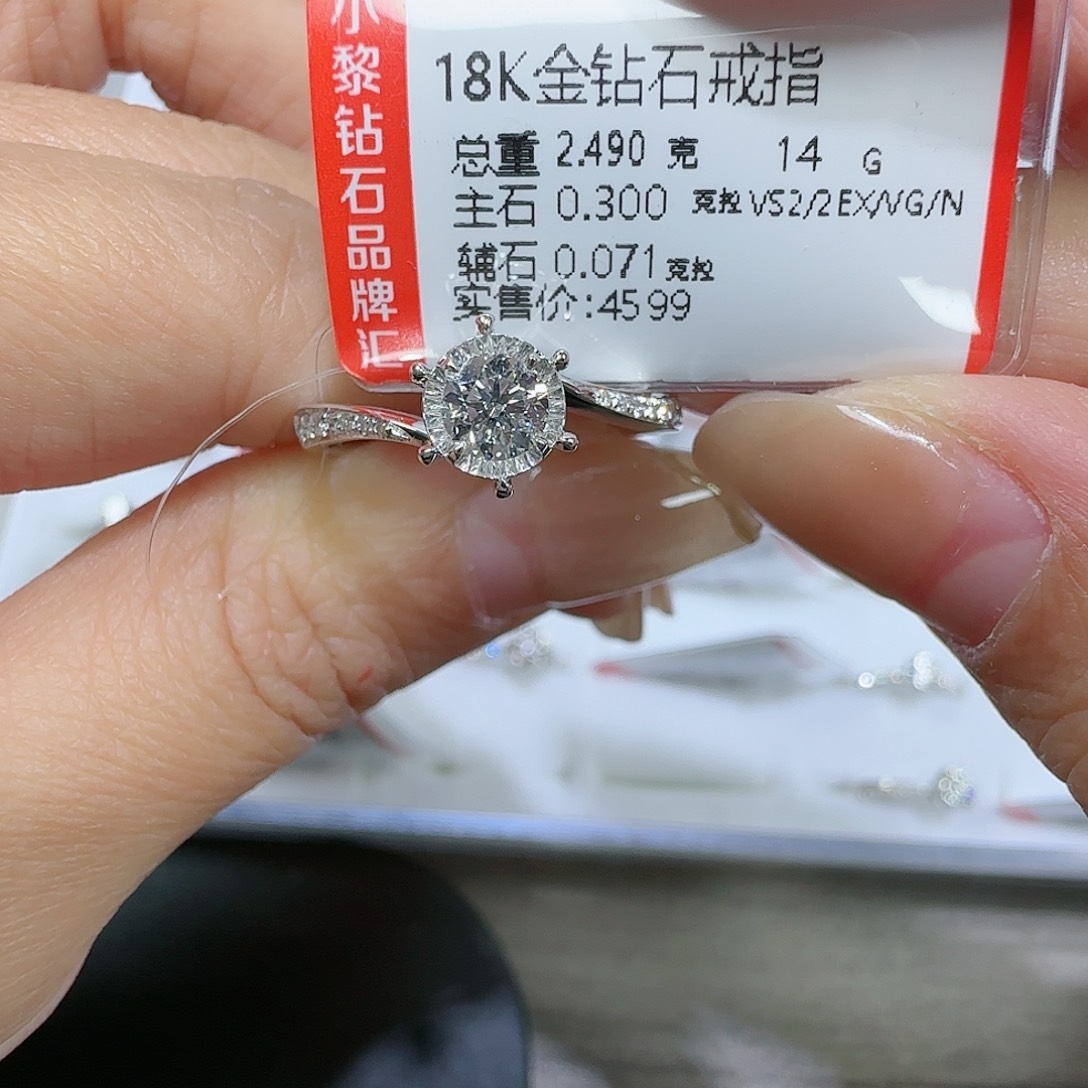 小黎钻石品牌汇
18K金钻石戒指
总重 2.490 克 14 G
主石 0.300 克拉 VS2/2EX/VG/N
辅石 0.071 克拉
实售价:4599